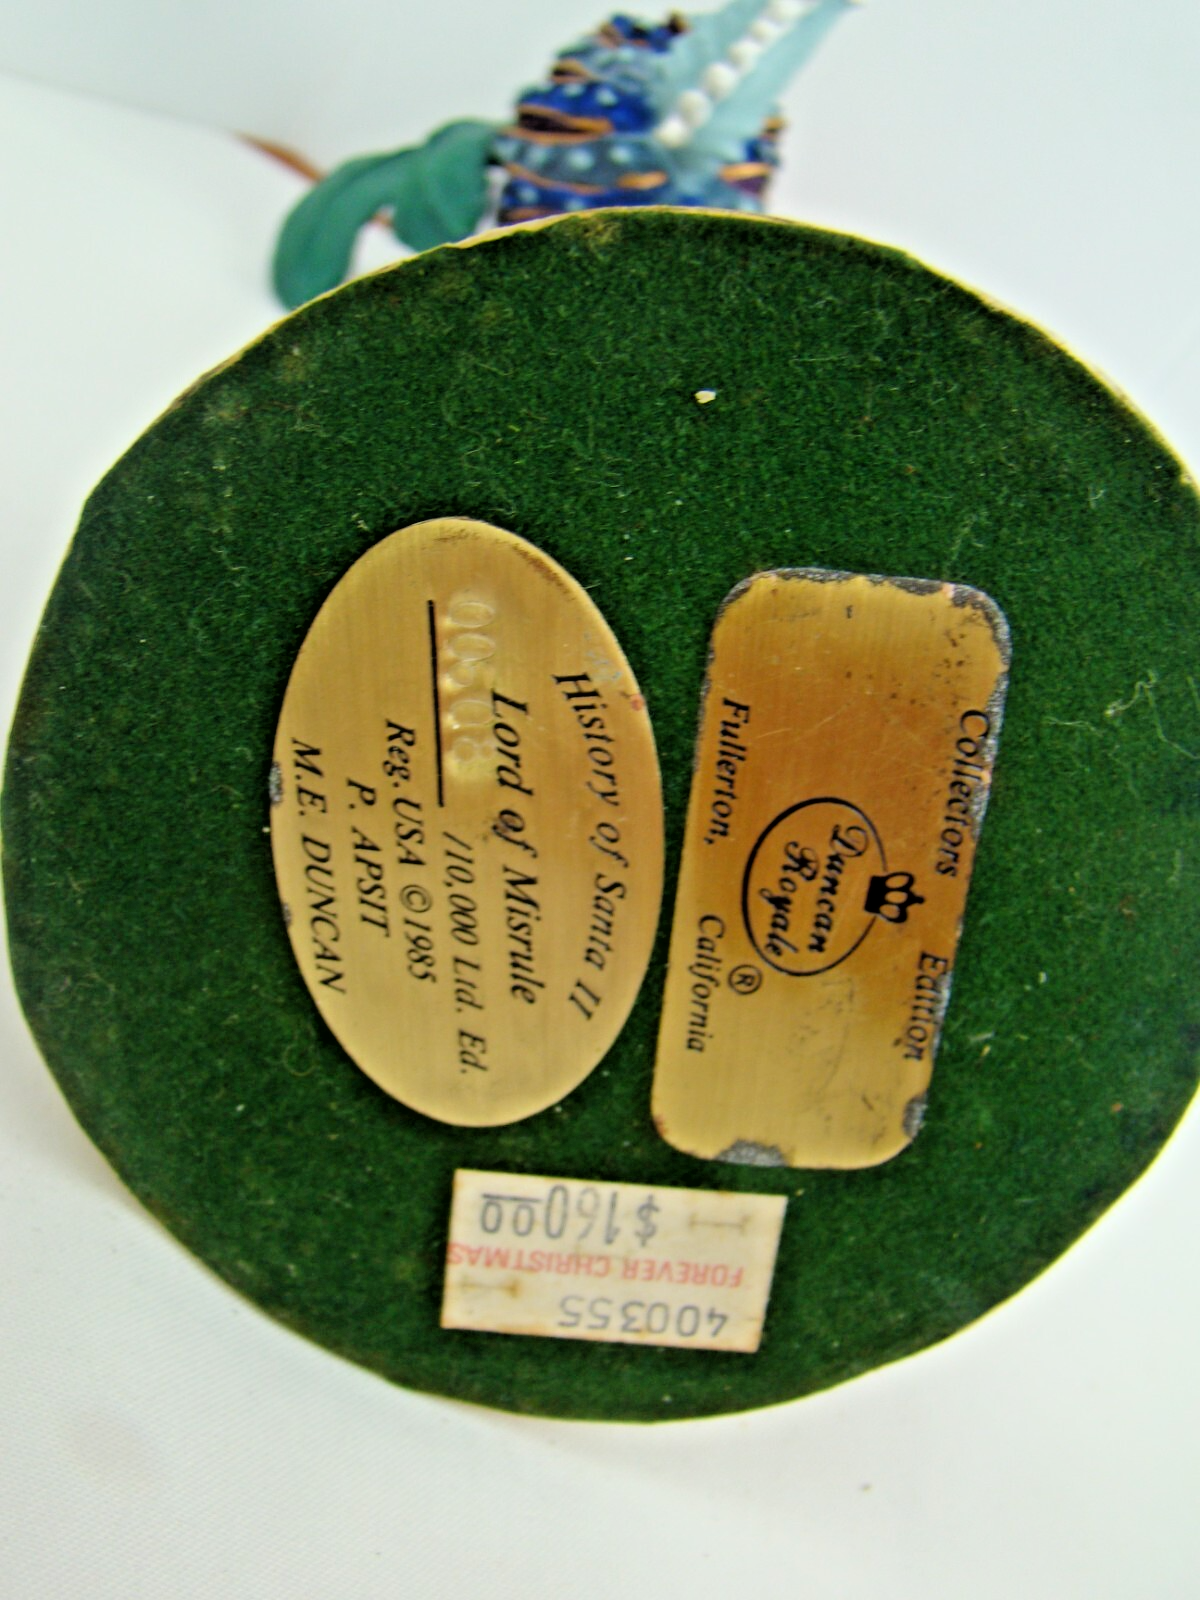 Collectors Edition
Duncan
Royale
®
Fullerton, California
History of Santa II
Lord of Misrule
/10,000 Ltd. Ed.
Reg. USA © 1985
P. APSIT
M.E. DUNCAN
400355
FOREVER CHRISTMAS
$160.00